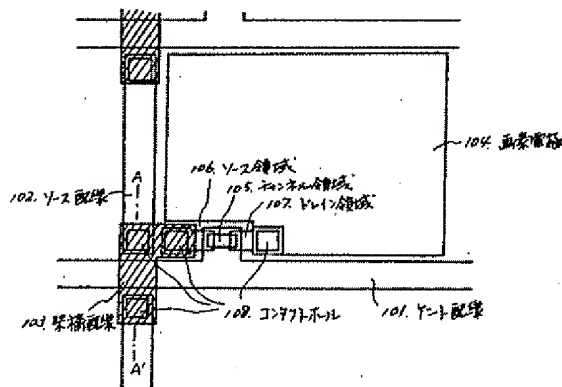 104. 画素電極
106. ソース領域
105. チャンネル領域
107. ドレイン領域
102. ソース配線
A
103. 架橋配線
108. コンタクトホール
101. ゲート配線
A'